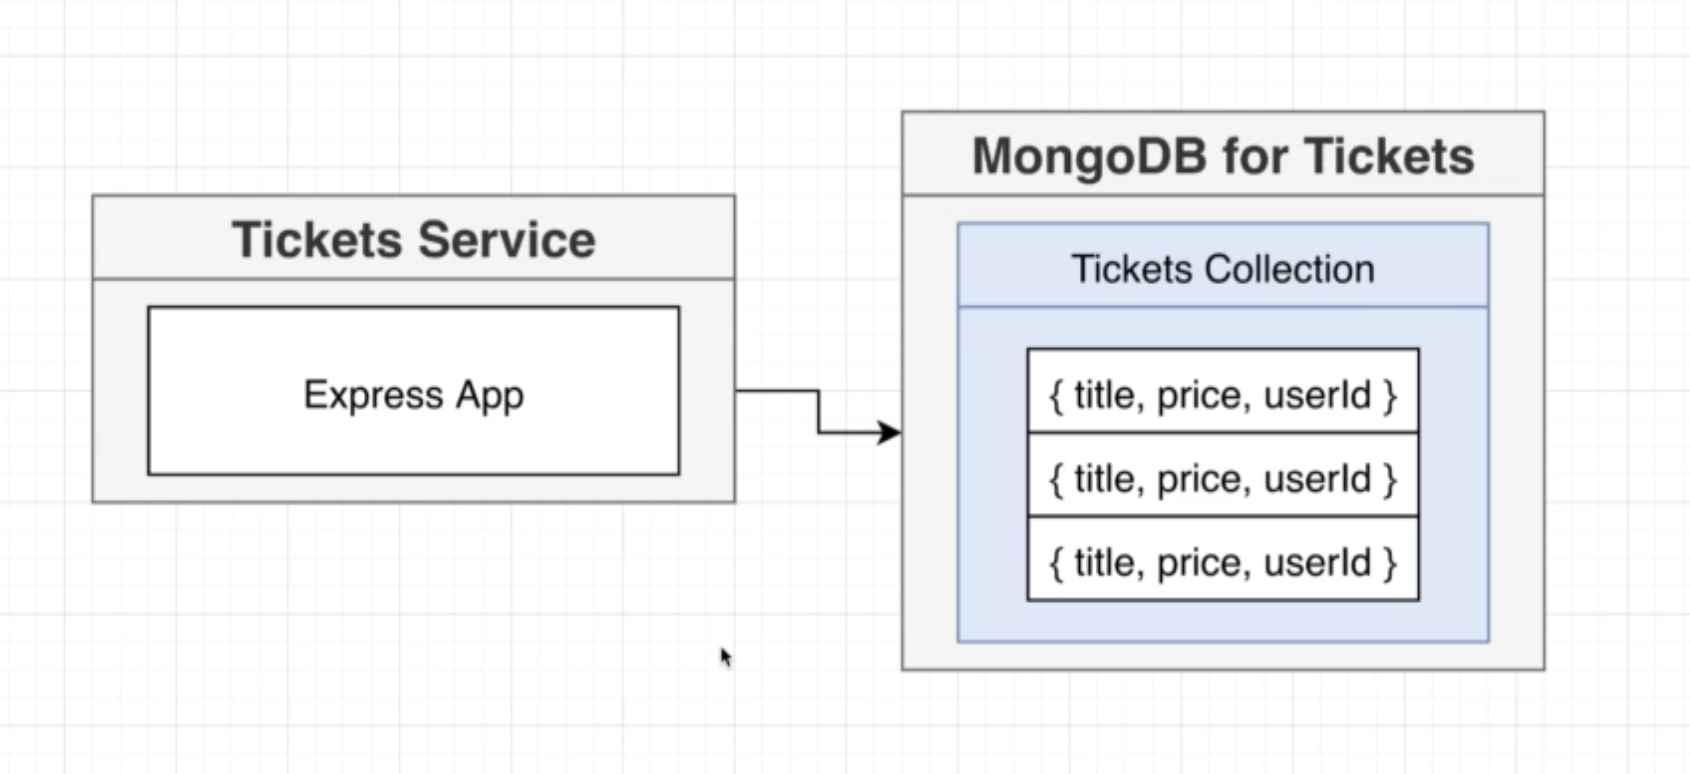 Tickets Service
Express App
MongoDB for Tickets
Tickets Collection
{ title, price, userId }
{ title, price, userId }
{ title, price, userId }